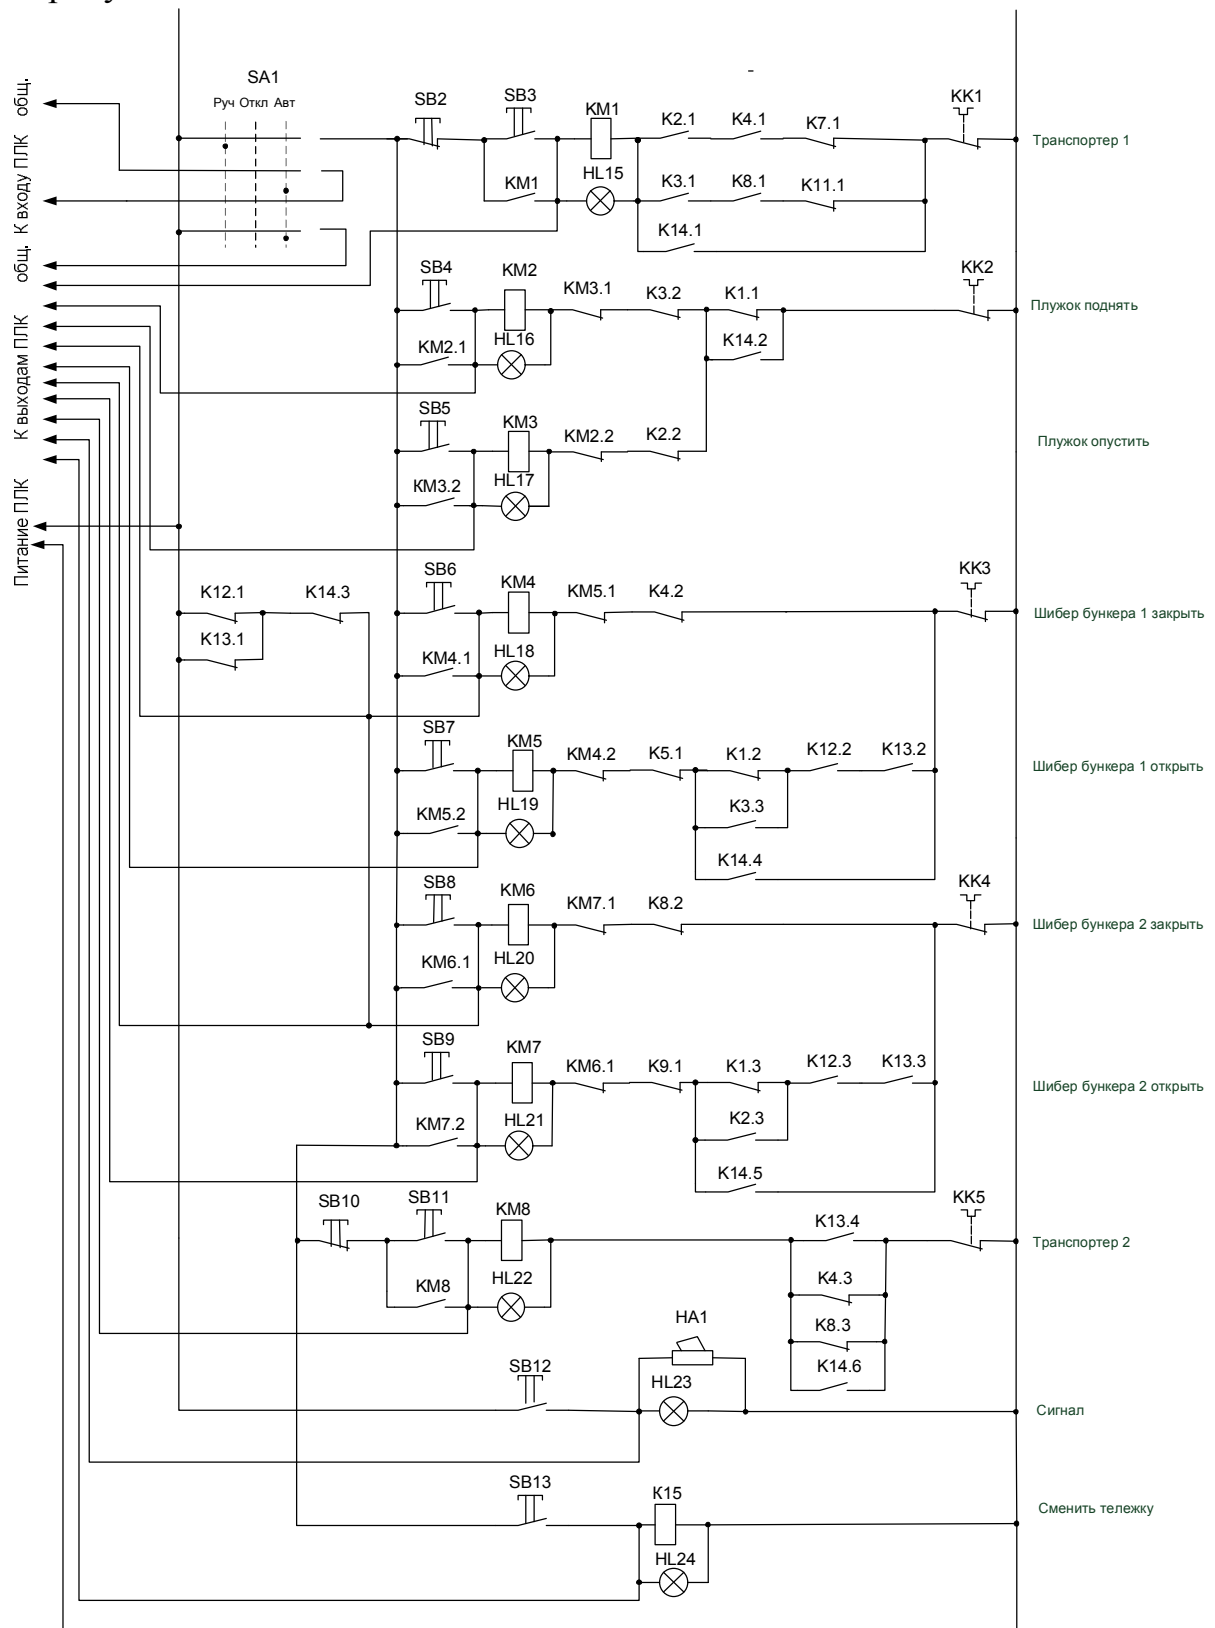 SA1
Руч Откл Авт
SB2
SB3
KM1
K2.1
K4.1
K7.1
KK1
Транспортер 1
KM1
HL15
K3.1
K8.1
K11.1
K14.1
общ.
К входу ПЛК
общ.
К выходам ПЛК
Питание ПЛК
SB4
KM2
KM3.1
K3.2
K1.1
KK2
Плужок поднять
KM2.1
HL16
K14.2
SB5
KM3
KM2.2
K2.2
Плужок опустить
KM3.2
HL17
K12.1
K14.3
SB6
KM4
KM5.1
K4.2
KK3
Шибер бункера 1 закрыть
K13.1
KM4.1
HL18
SB7
KM5
KM4.2
K5.1
K1.2
K12.2
K13.2
Шибер бункера 1 открыть
KM5.2
HL19
K3.3
K14.4
SB8
KM6
KM7.1
K8.2
KK4
Шибер бункера 2 закрыть
KM6.1
HL20
SB9
KM7
KM6.1
K9.1
K1.3
K12.3
K13.3
Шибер бункера 2 открыть
KM7.2
HL21
K2.3
K14.5
SB10
SB11
KM8
K13.4
KK5
Транспортер 2
KM8
HL22
K4.3
K8.3
K14.6
HA1
SB12
HL23
Сигнал
SB13
K15
Сменить тележку
HL24